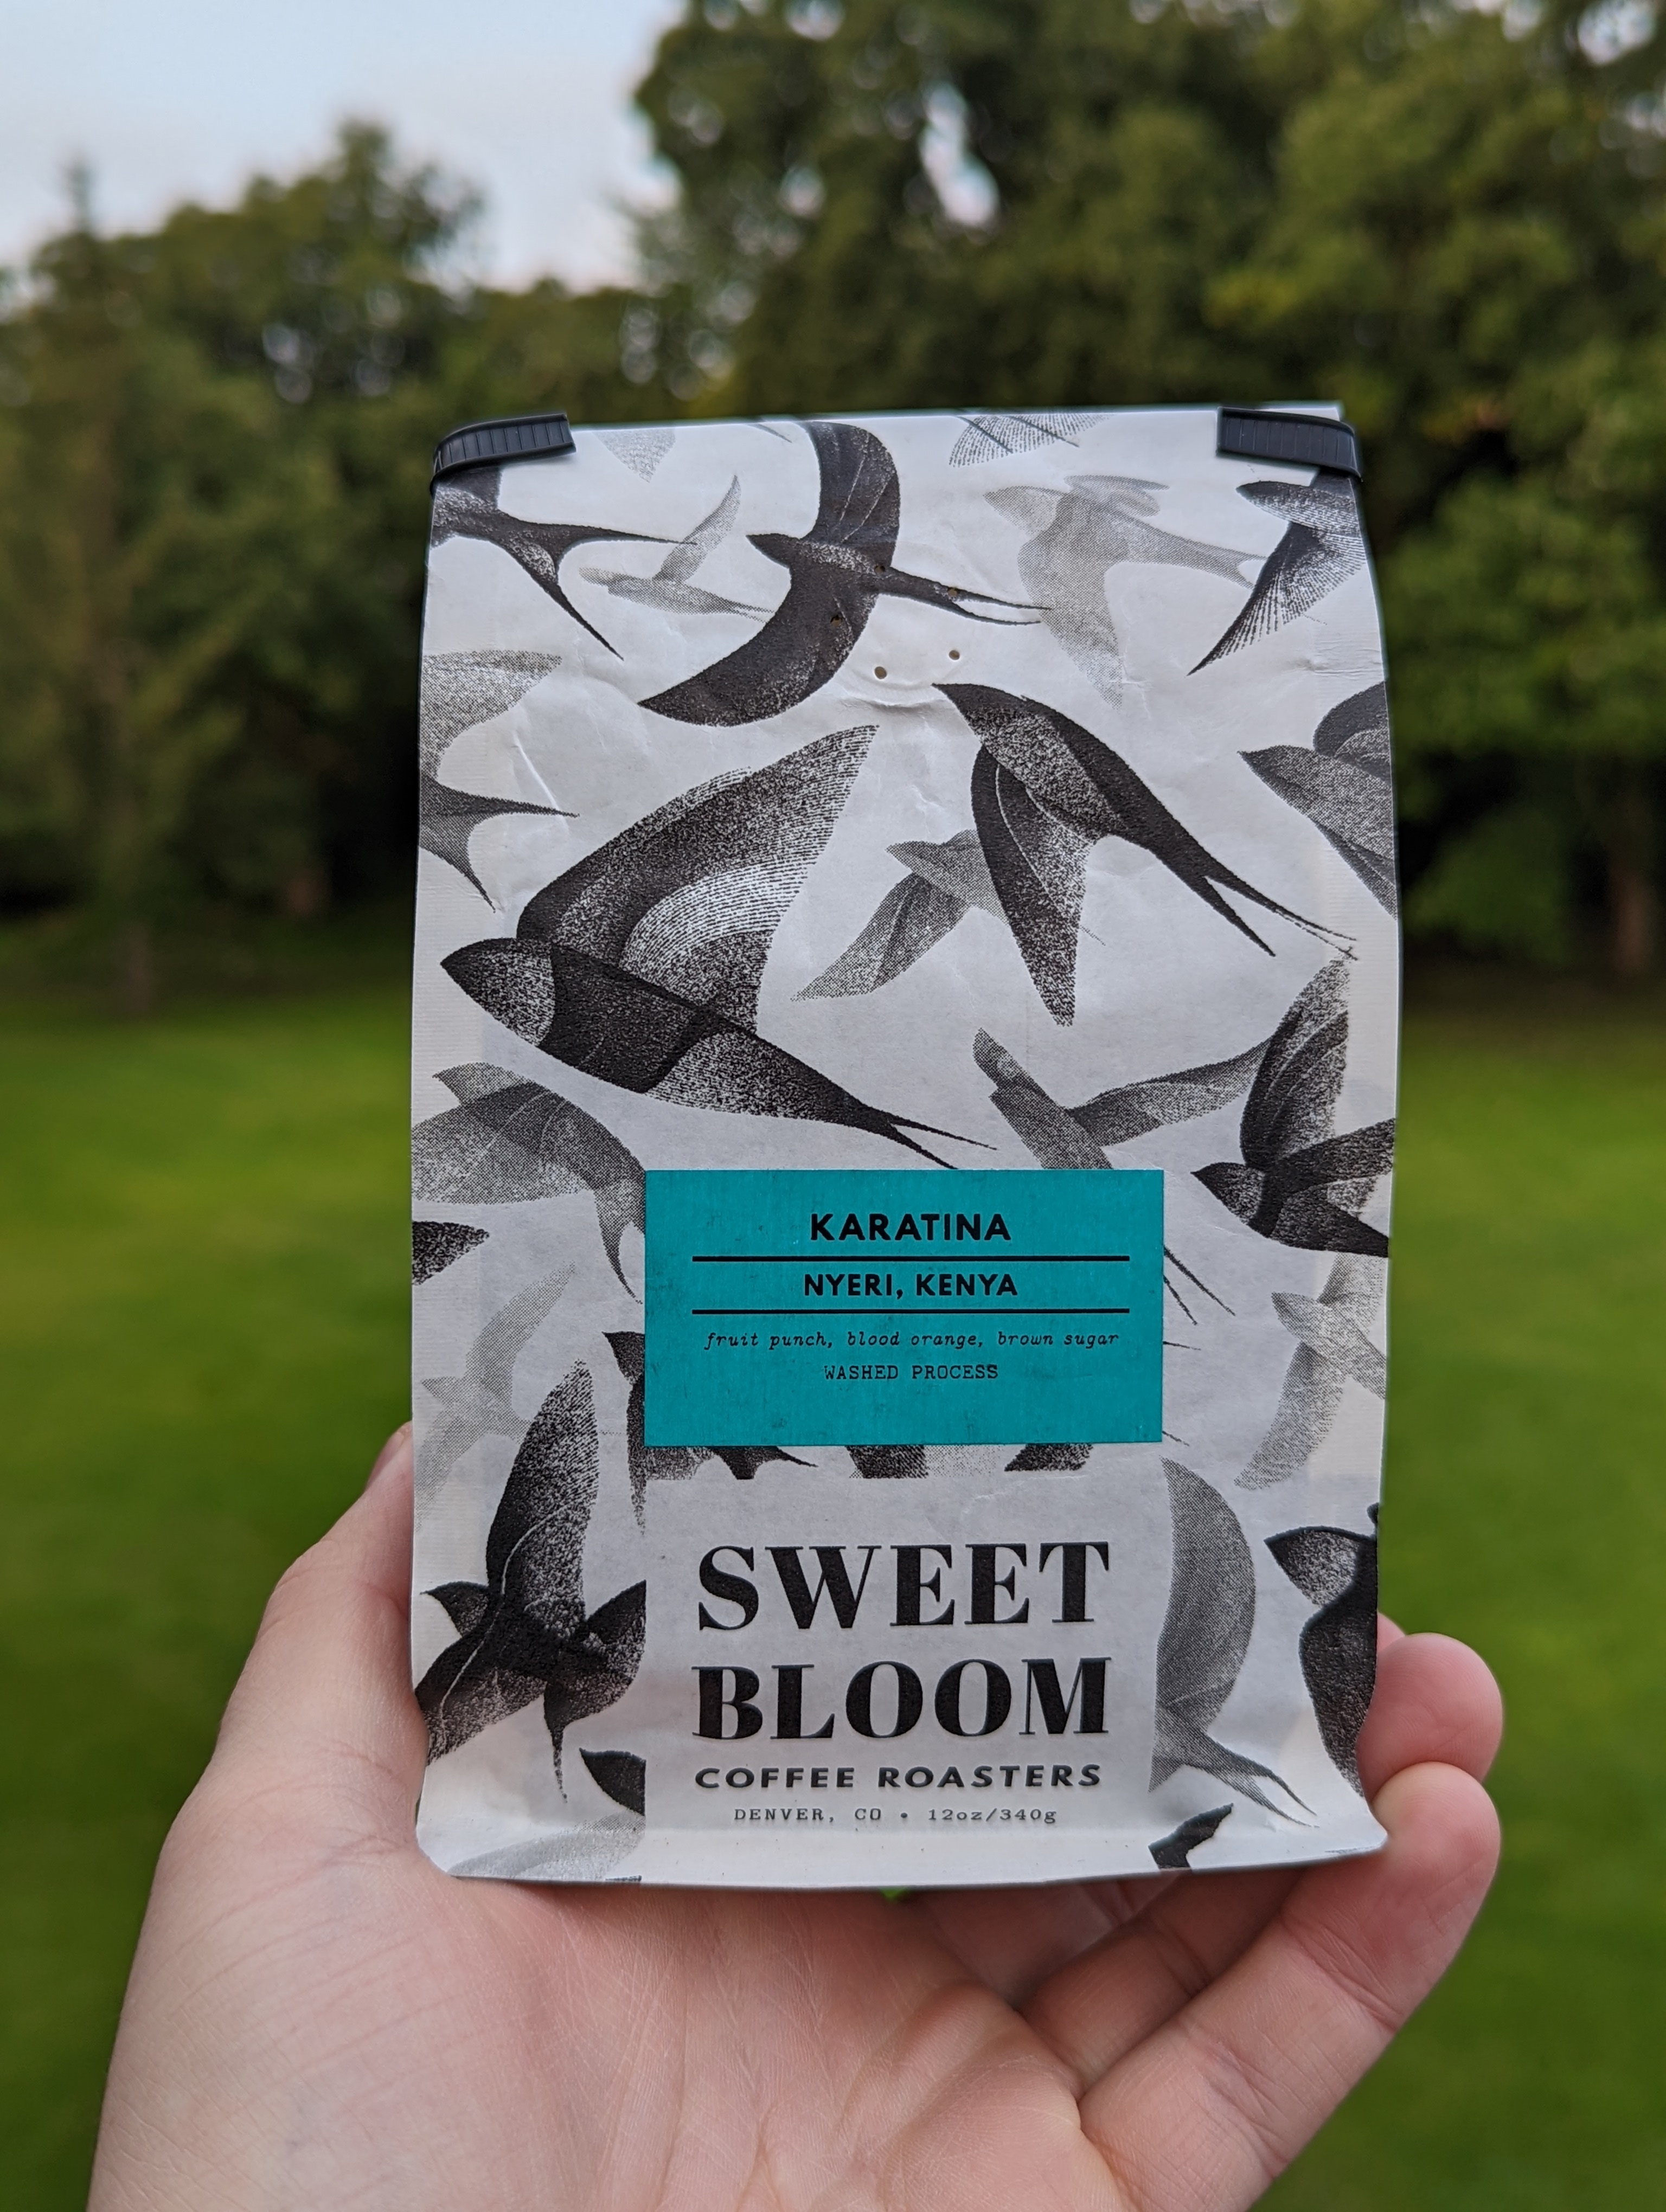 KARATINA
NYERI, KENYA
fruit punch, blood orange, brown sugar
WASHED PROCESS
SWEET
BLOOM
COFFEE ROASTERS
DENVER, CO • 12oz/340g